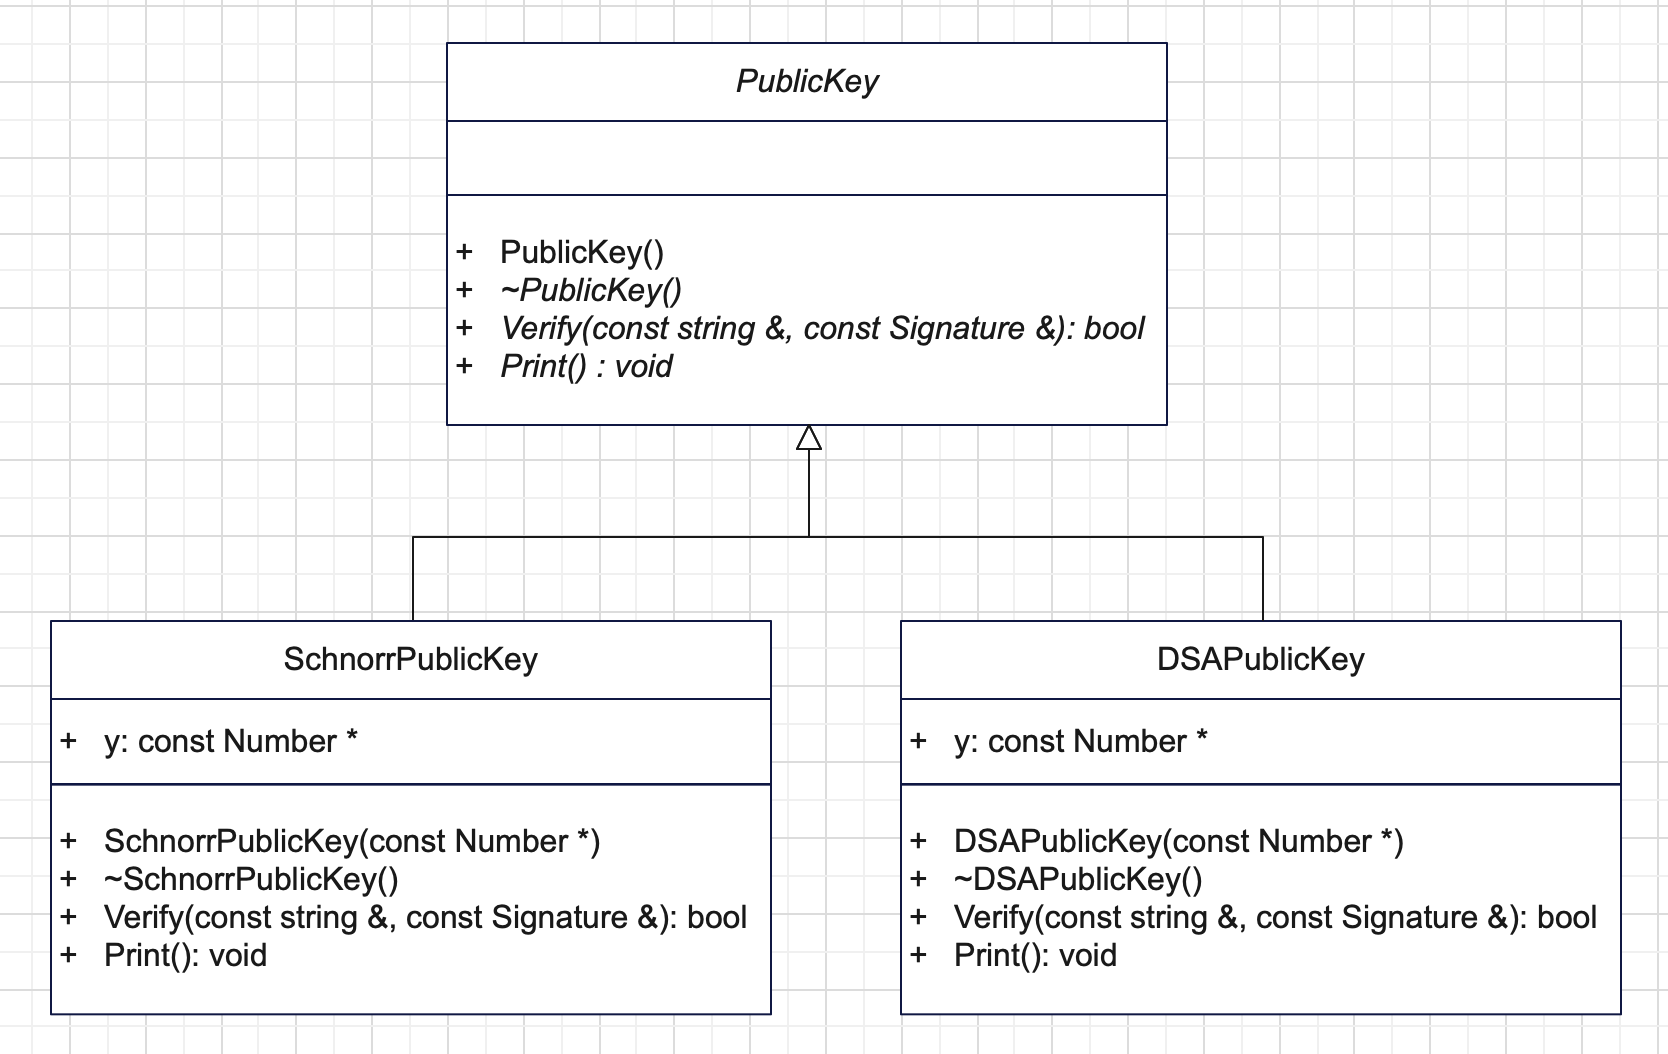 PublicKey
+ PublicKey()
+ ~PublicKey()
+ Verify(const string &, const Signature &): bool
+ Print() : void
SchnorrPublicKey
+ y: const Number *
+ SchnorrPublicKey(const Number *)
+ ~SchnorrPublicKey()
+ Verify(const string &, const Signature &): bool
+ Print(): void
DSAPublicKey
+ y: const Number *
+ DSAPublicKey(const Number *)
+ ~DSAPublicKey()
+ Verify(const string &, const Signature &): bool
+ Print(): void